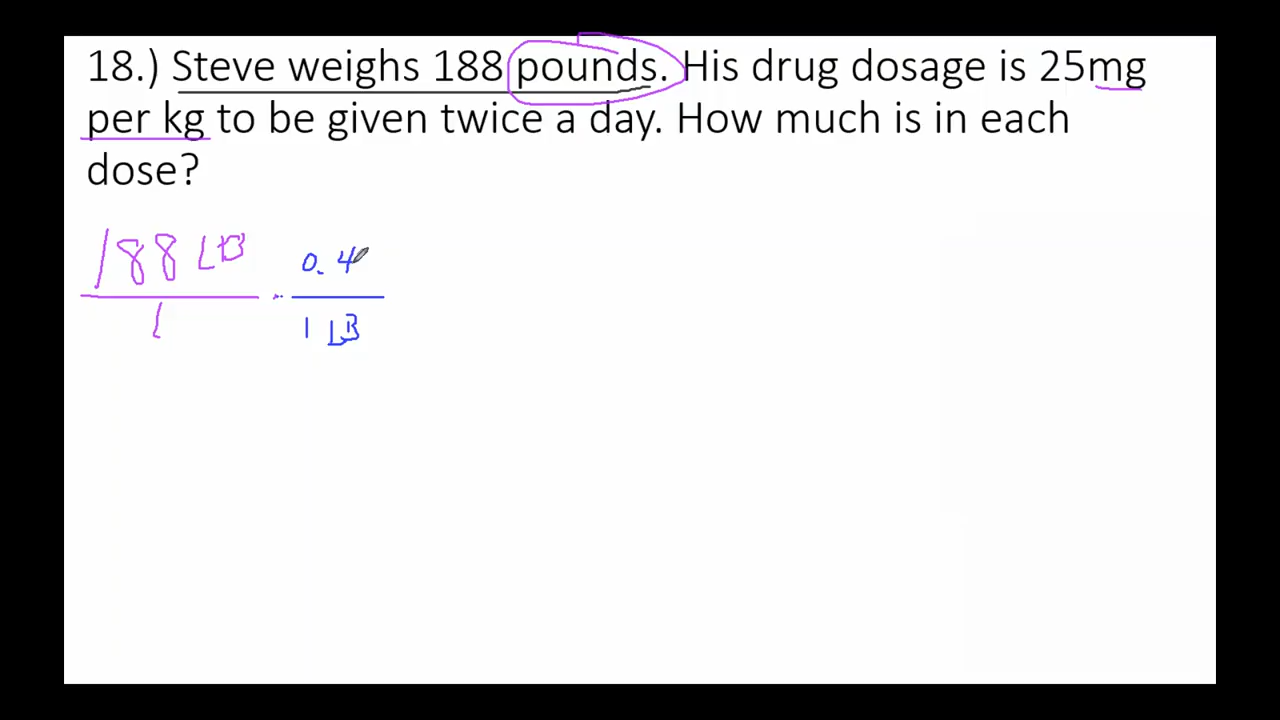 18.) Steve weighs 188 pounds. His drug dosage is 25mg
per kg to be given twice a day. How much is in each
dose?
188 LB
1
0.4
1 LB